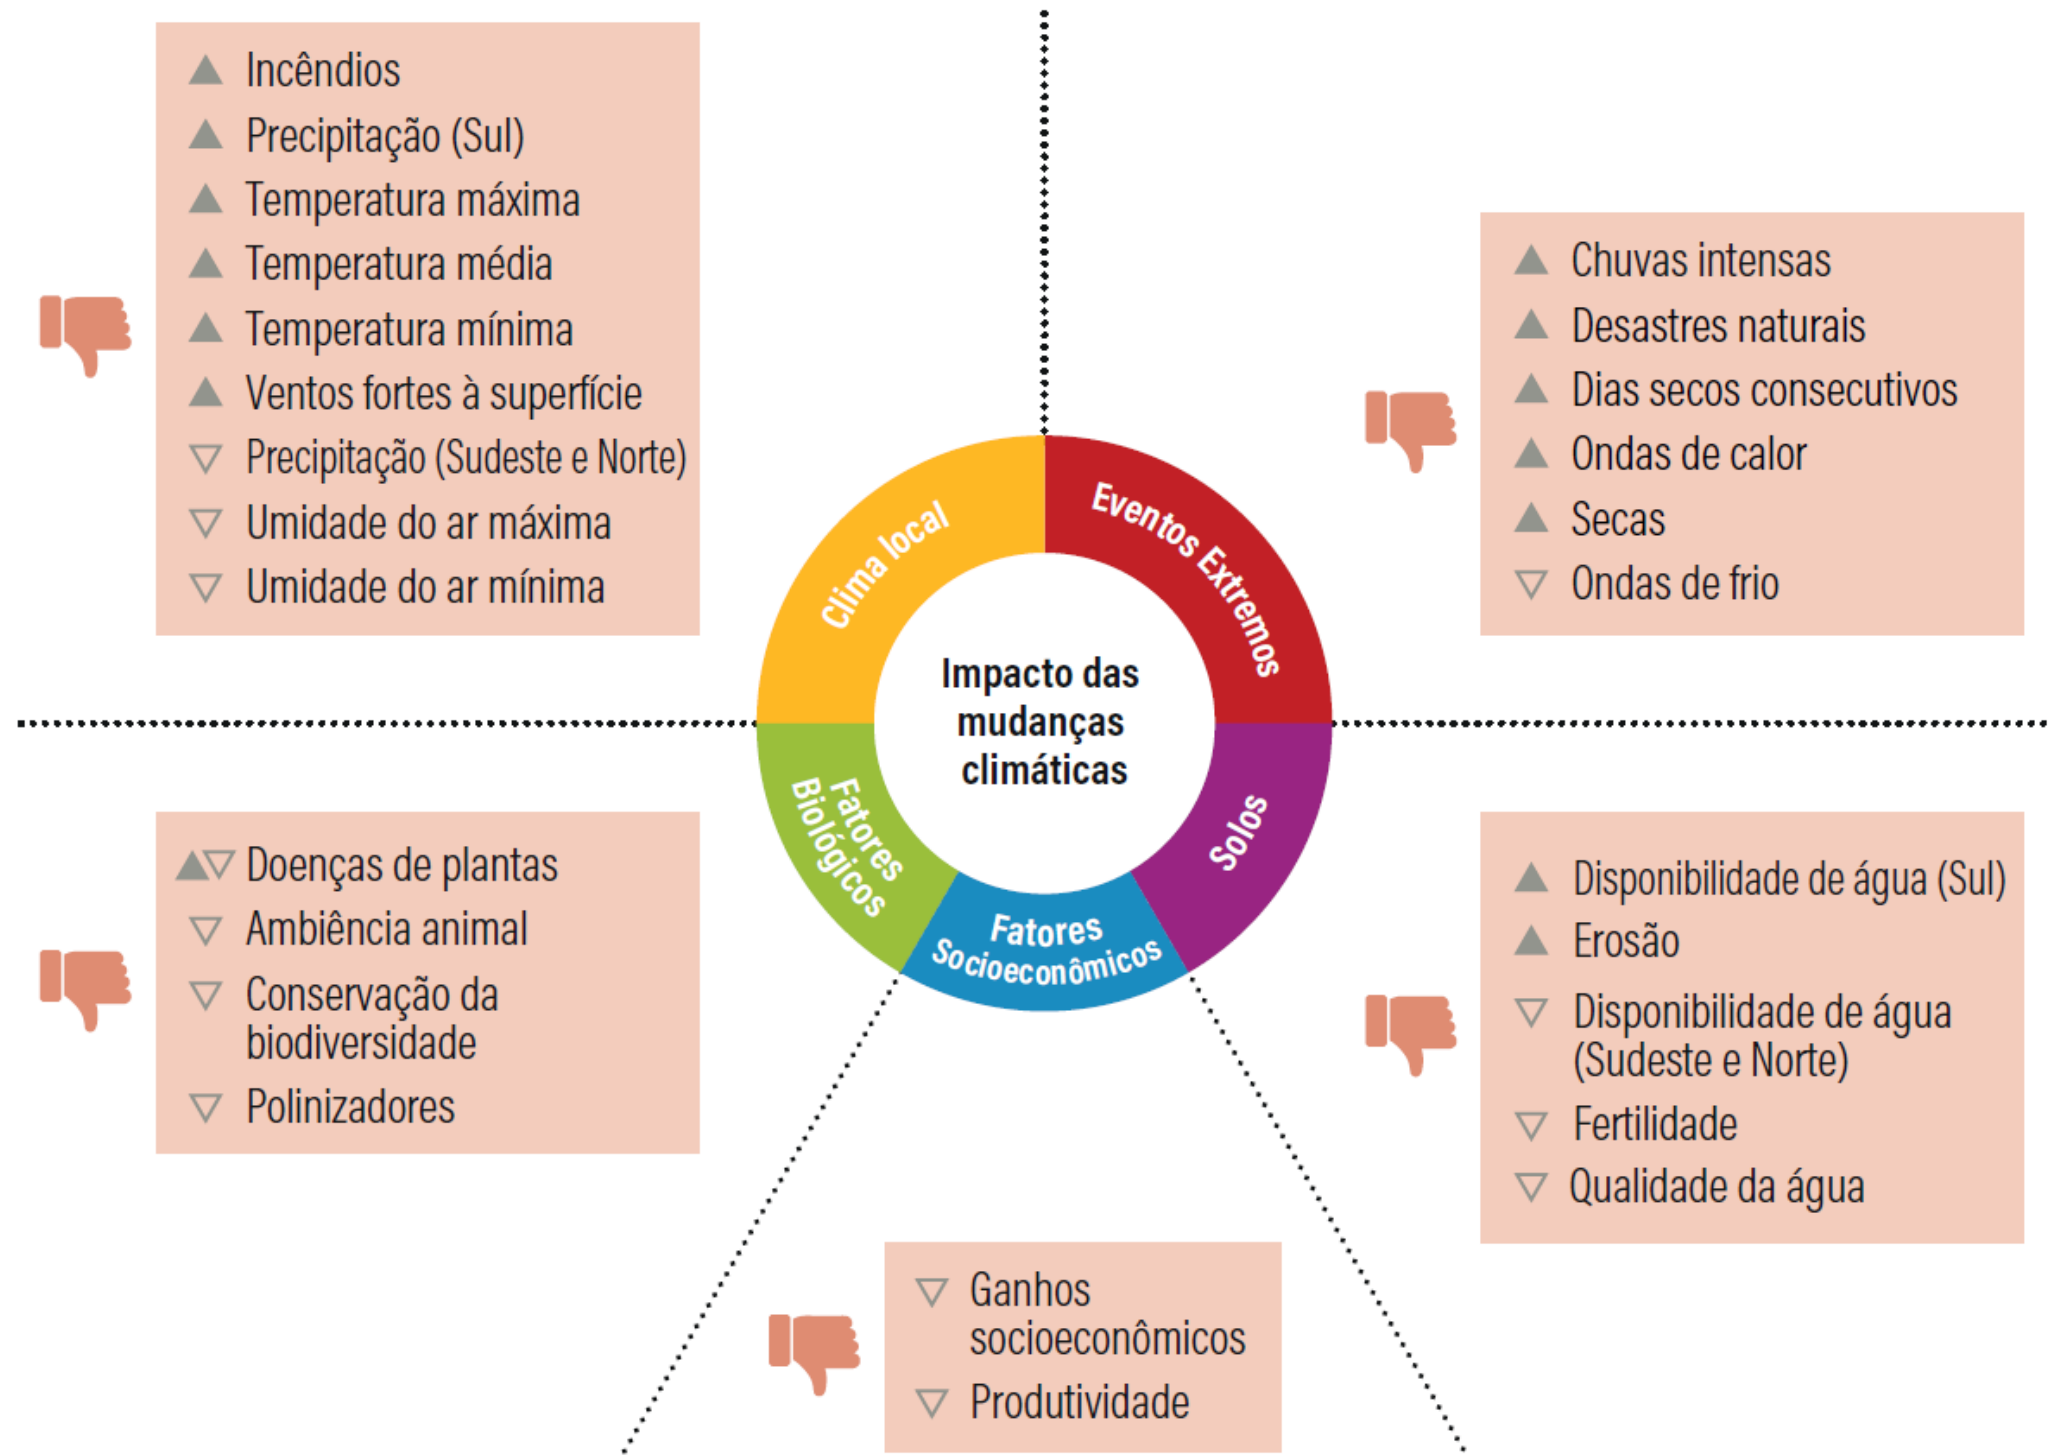 Incêndios
Precipitação (Sul)
Temperatura máxima
Temperatura média
Temperatura mínima
Ventos fortes à superfície
Precipitação (Sudeste e Norte)
Umidade do ar máxima
Umidade do ar mínima
Chuvas intensas
Desastres naturais
Dias secos consecutivos
Ondas de calor
Secas
Ondas de frio
Clima local
Eventos Extremos
Impacto das
mudanças
climáticas
Fatores
Biológicos
Solos
Fatores
Socioeconômicos
Doenças de plantas
Ambiência animal
Conservação da
biodiversidade
Polinizadores
Disponibilidade de água (Sul)
Erosão
Disponibilidade de água
(Sudeste e Norte)
Fertilidade
Qualidade da água
Ganhos
socioeconômicos
Produtividade